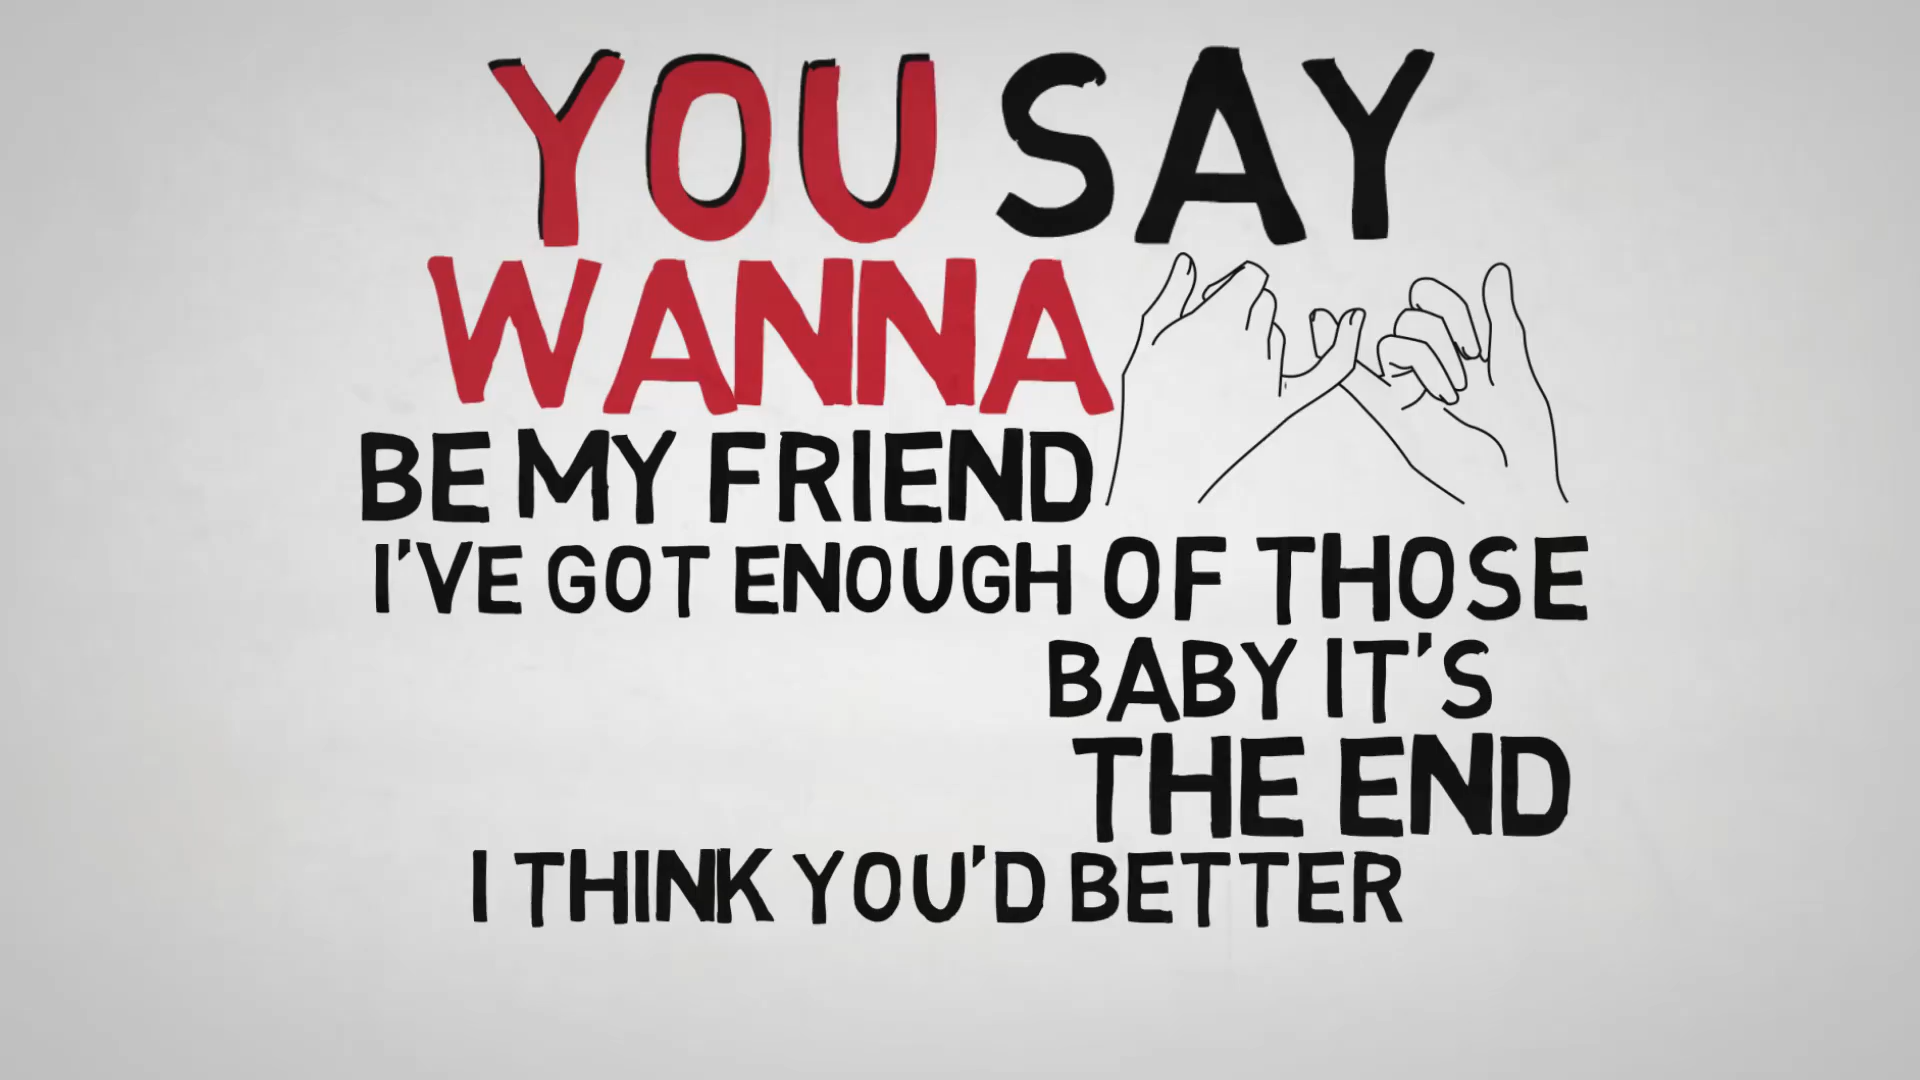 YOU SAY
WANNA
BE MY FRIEND
I'VE GOT ENOUGH OF THOSE
BABY IT'S
THE END
I THINK YOU'D BETTER